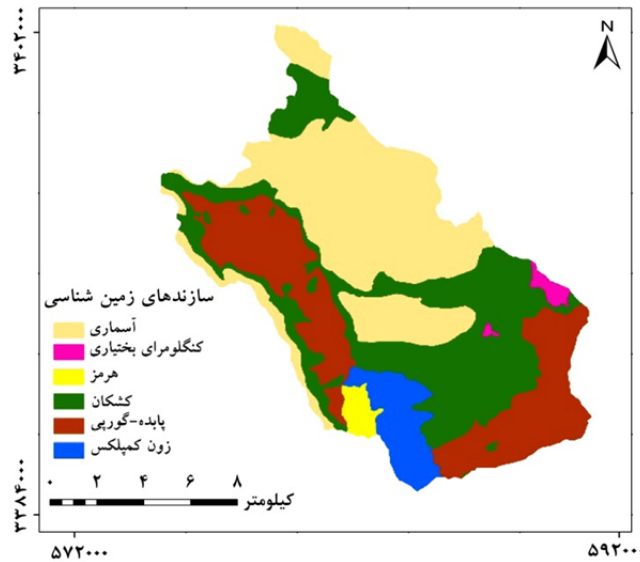 N
۳۴۰۲۰۰۰
سازندهای زمین شناسی
آسماری
کنگلومرای بختیاری
هرمز
کشکان
پابده-گورپی
زون کمپلکس
۰ ۲ ۴ ۶ ۸
کیلومتر
۳۳۸۴۰۰۰
۵۷۲۰۰۰ ۵۹۲۰۰۰